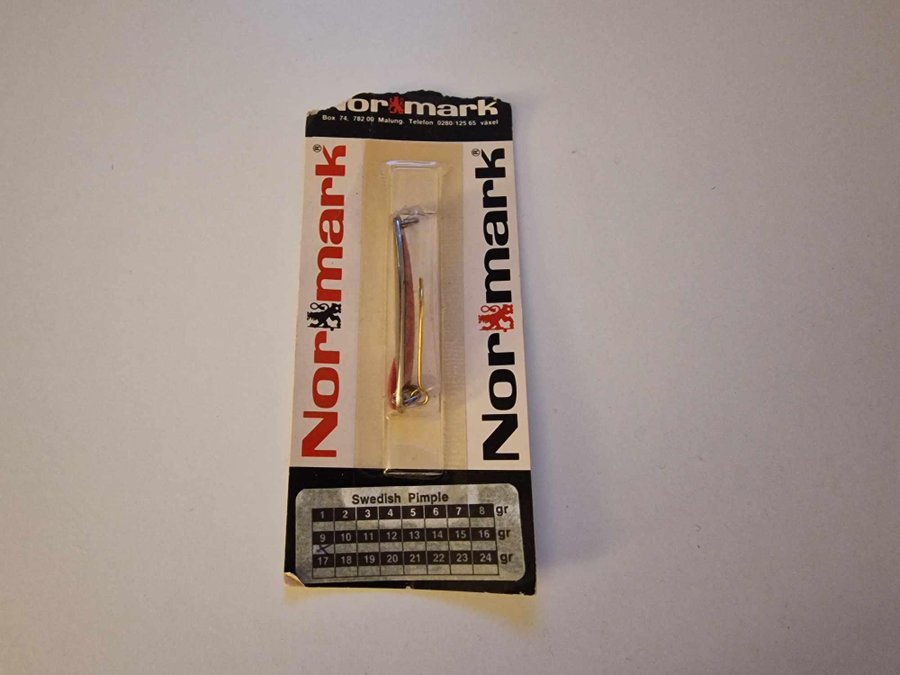 Normark
Box 74, 782 00 Malung. Telefon 0280-125 65 växel
Normark®
Normark®
Swedish Pimple
1 2 3 4 5 6 7 8 gr
9 10 11 12 13 14 15 16 gr
17 18 19 20 21 22 23 24 gr